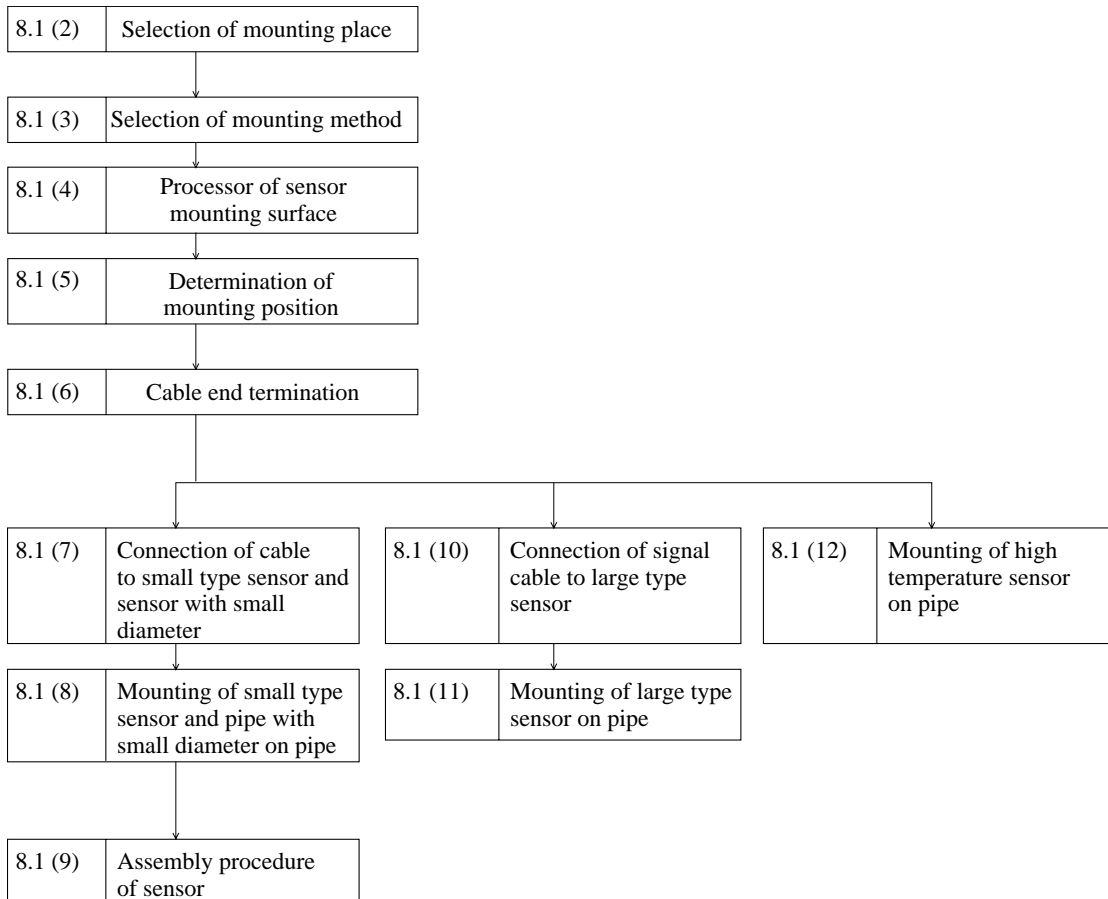 8.1 (2) Selection of mounting place
8.1 (3) Selection of mounting method
8.1 (4) Processor of sensor
mounting surface
8.1 (5) Determination of
mounting position
8.1 (6) Cable end termination
8.1 (7) Connection of cable
to small type sensor and
sensor with small
diameter
8.1 (10) Connection of signal
cable to large type
sensor
8.1 (12) Mounting of high
temperature sensor
on pipe
8.1 (8) Mounting of small type
sensor and pipe with
small diameter on pipe
8.1 (11) Mounting of large type
sensor on pipe
8.1 (9) Assembly procedure
of sensor